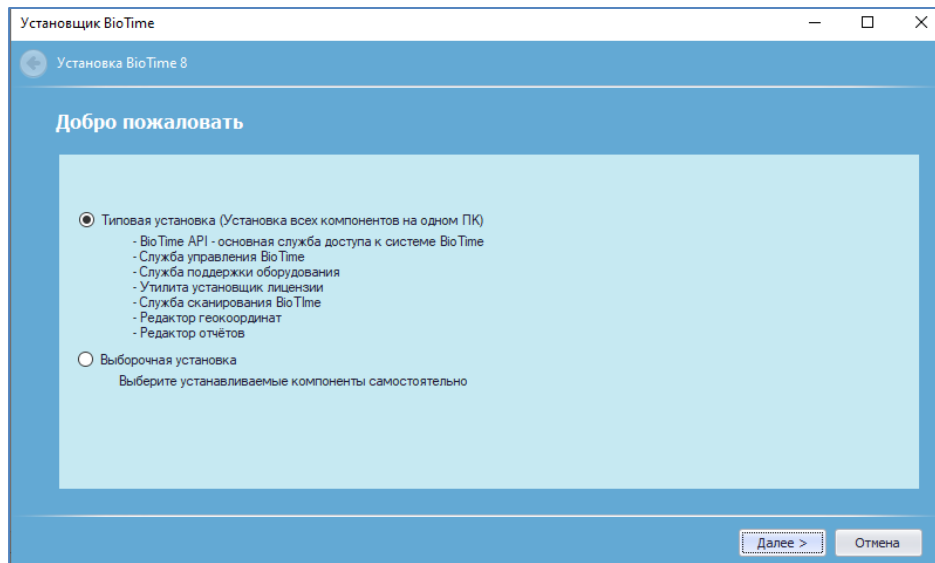 Установщик BioTime
Установка BioTime 8
Добро пожаловать
Типовая установка (Установка всех компонентов на одном ПК)
- BioTime API - основная служба доступа к системе BioTime
- Служба управления BioTime
- Служба поддержки оборудования
- Утилита установщик лицензии
- Служба сканирования BioTIme
- Редактор геокоординат
- Редактор отчётов
Выборочная установка
Выберите устанавливаемые компоненты самостоятельно
Далее >
Отмена